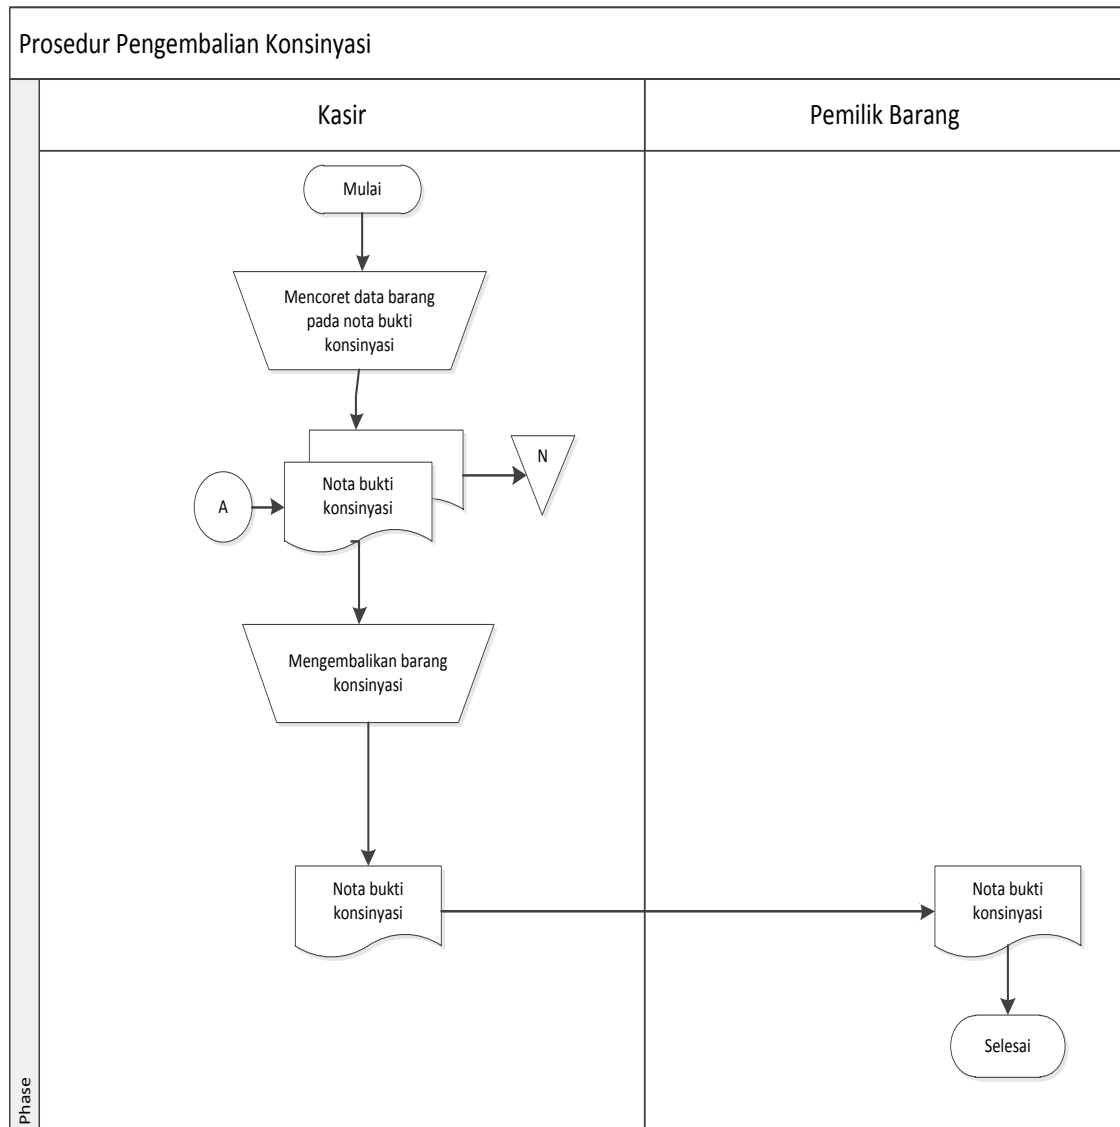 Prosedur Pengembalian Konsinyasi
Kasir
Pemilik Barang
Mulai
Mencoret data barang
pada nota bukti
konsinyasi
N
Nota bukti
konsinyasi
A
Mengembalikan barang
konsinyasi
Nota bukti
konsinyasi
Nota bukti
konsinyasi
Selesai
Phase